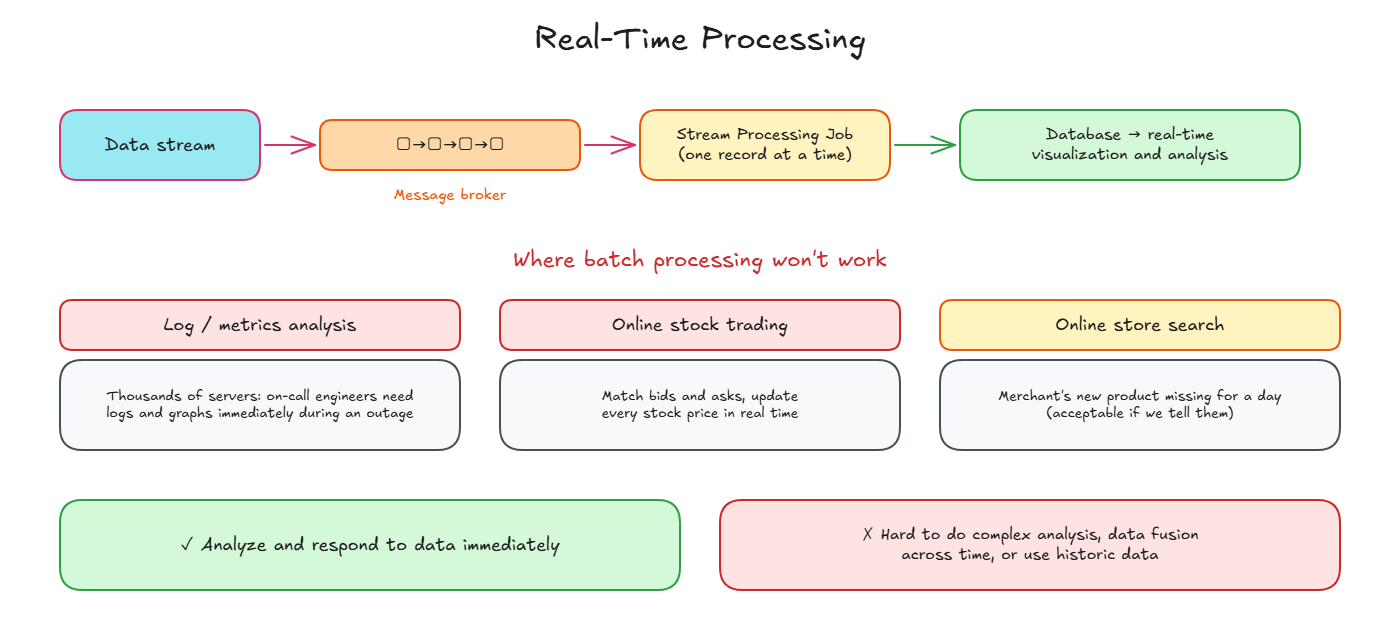 Real-Time Processing
Data stream
▢→▢→▢→▢
Message broker
Stream Processing Job
(one record at a time)
Database → real-time
visualization and analysis
Where batch processing won't work
Log / metrics analysis
Thousands of servers: on-call engineers need
logs and graphs immediately during an outage
Online stock trading
Match bids and asks, update
every stock price in real time
Online store search
Merchant's new product missing for a day
(acceptable if we tell them)
✓ Analyze and respond to data immediately
✗ Hard to do complex analysis, data fusion
across time, or use historic data